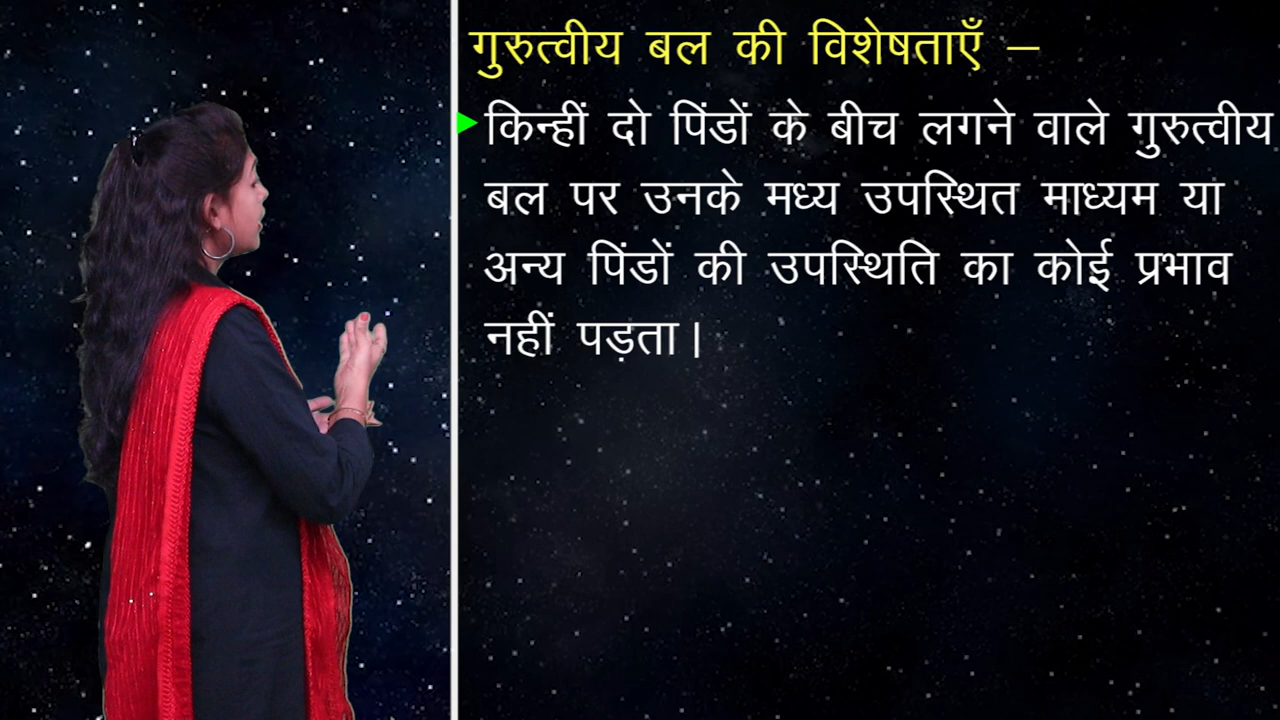 गुरुत्वीय बल की विशेषताएँ –
किन्हीं दो पिंडों के बीच लगने वाले गुरुत्वीय
बल पर उनके मध्य उपस्थित माध्यम या
अन्य पिंडों की उपस्थिति का कोई प्रभाव
नहीं पड़ता।